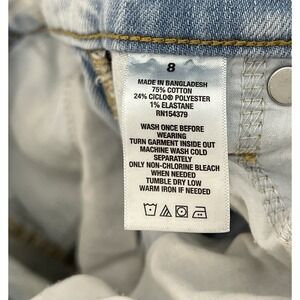 8
MADE IN BANGLADESH
75% COTTON
24% CICLO® POLYESTER
1% ELASTANE
RN154379
WASH ONCE BEFORE
WEARING
TURN GARMENT INSIDE OUT
MACHINE WASH COLD
SEPARATELY
ONLY NON-CHLORINE BLEACH
WHEN NEEDED
TUMBLE DRY LOW
WARM IRON IF NEEDED